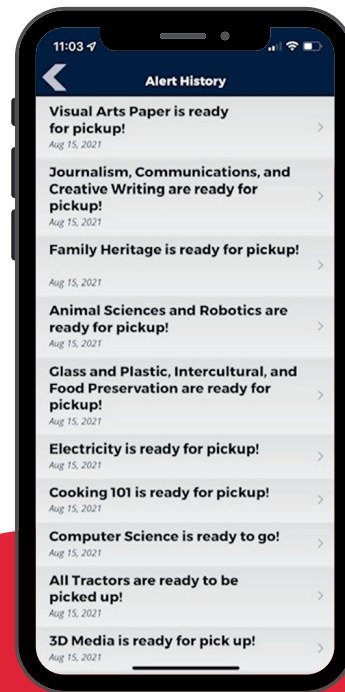 11:03
Alert History
Visual Arts Paper is ready
for pickup!
Aug 15, 2021
Journalism, Communications, and
Creative Writing are ready for
pickup!
Aug 15, 2021
Family Heritage is ready for pickup!
Aug 15, 2021
Animal Sciences and Robotics are
ready for pickup!
Aug 15, 2021
Glass and Plastic, Intercultural, and
Food Preservation are ready for
pickup!
Aug 15, 2021
Electricity is ready for pickup!
Aug 15, 2021
Cooking 101 is ready for pickup!
Aug 15, 2021
Computer Science is ready to go!
Aug 15, 2021
All Tractors are ready to be
picked up!
Aug 15, 2021
3D Media is ready for pick up!
Aug 15, 2021